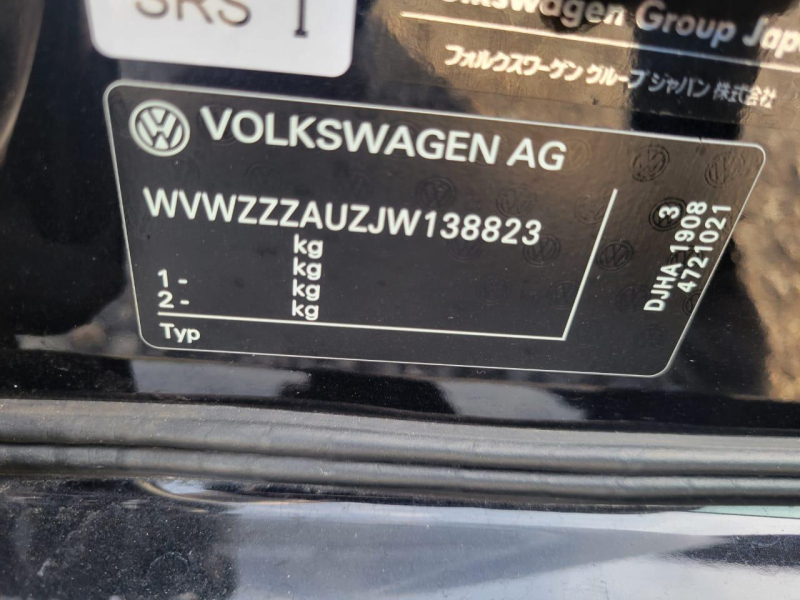 SRS I
Volkswagen Group Japa
フォルクスワーゲン グループ ジャパン 株式会社
VOLKSWAGEN AG
WVWZZZAUZJW138823
kg
kg
1 - kg
2 - kg
Typ
3
DJHA 1908
4721021